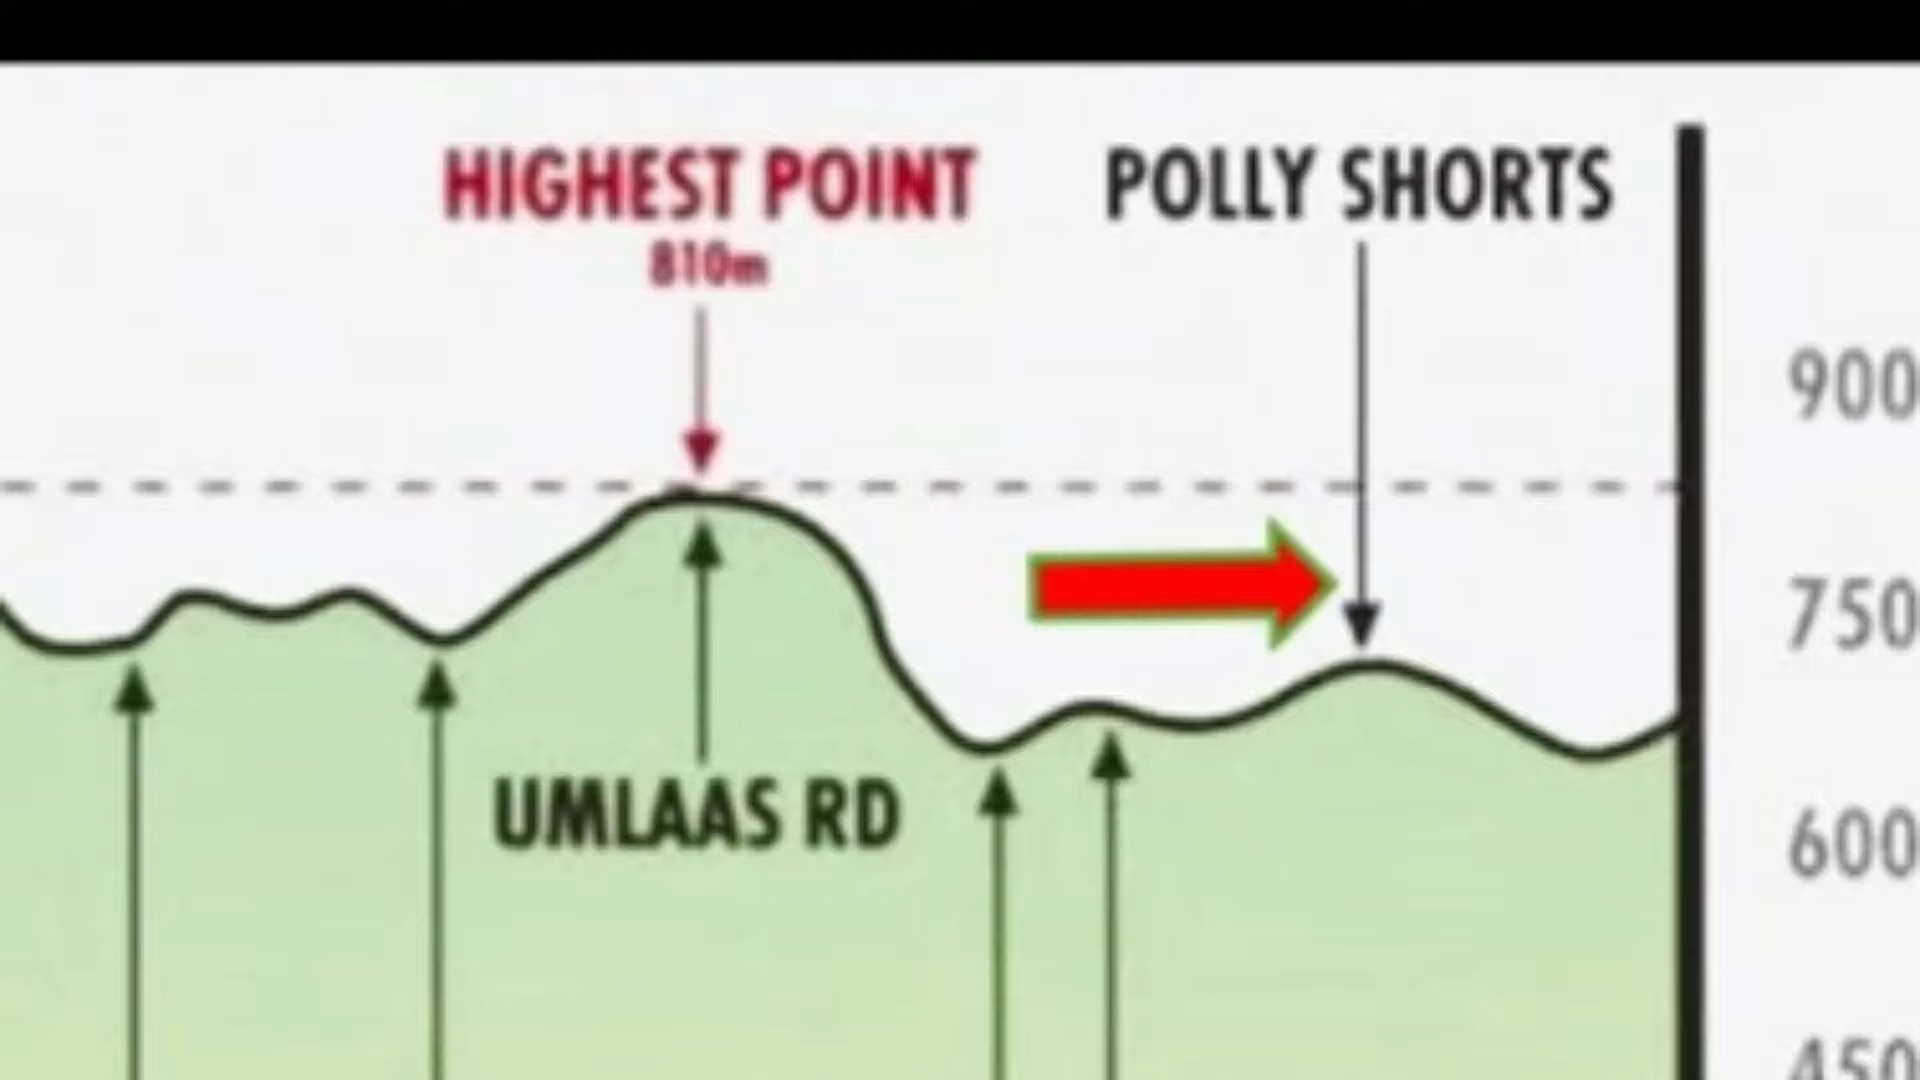 HIGHEST POINT
810m
POLLY SHORTS
900
750
UMLAAS RD
600
450